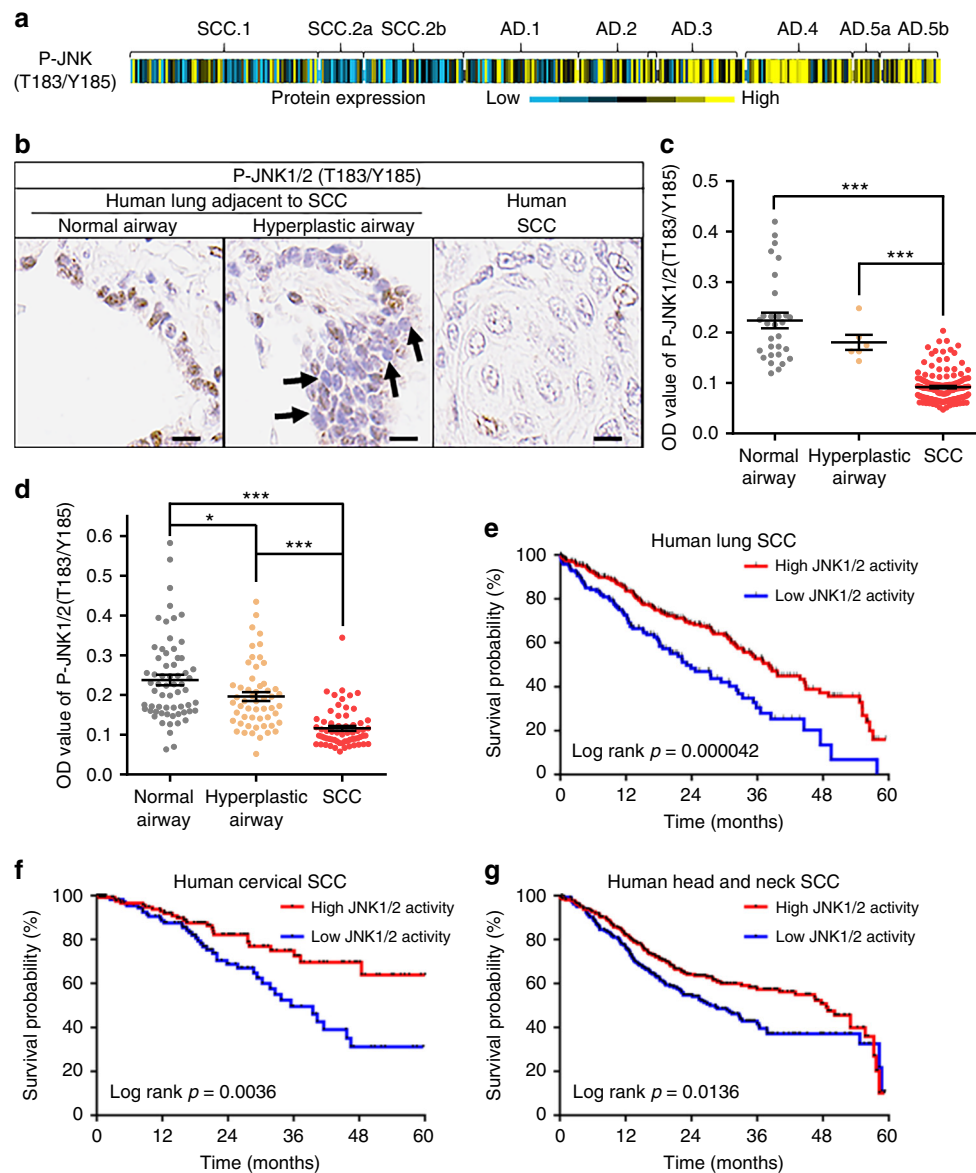 a
SCC.1 SCC.2a SCC.2b AD.1 AD.2 AD.3 AD.4 AD.5a AD.5b
P-JNK
(T183/Y185)
Protein expression Low High
b
P-JNK1/2 (T183/Y185)
Human lung adjacent to SCC
Normal airway Hyperplastic airway
Human
SCC
c
OD value of P-JNK1/2(T183/Y185)
0.5
0.4
0.3
0.2
0.1
0.0
***
***
Normal
airway
Hyperplastic
airway
SCC
d
OD value of P-JNK1/2(T183/Y185)
0.6
0.5
0.4
0.3
0.2
0.1
0.0
***
*
***
Normal
airway
Hyperplastic
airway
SCC
e
Human lung SCC
High JNK1/2 activity
Low JNK1/2 activity
Survival probability (%)
100
80
60
40
20
0
Log rank p = 0.000042
0 12 24 36 48 60
Time (months)
f
Human cervical SCC
High JNK1/2 activity
Low JNK1/2 activity
Survival probability (%)
100
80
60
40
20
0
Log rank p = 0.0036
0 12 24 36 48 60
Time (months)
g
Human head and neck SCC
High JNK1/2 activity
Low JNK1/2 activity
Survival probability (%)
100
80
60
40
20
0
Log rank p = 0.0136
0 12 24 36 48 60
Time (months)